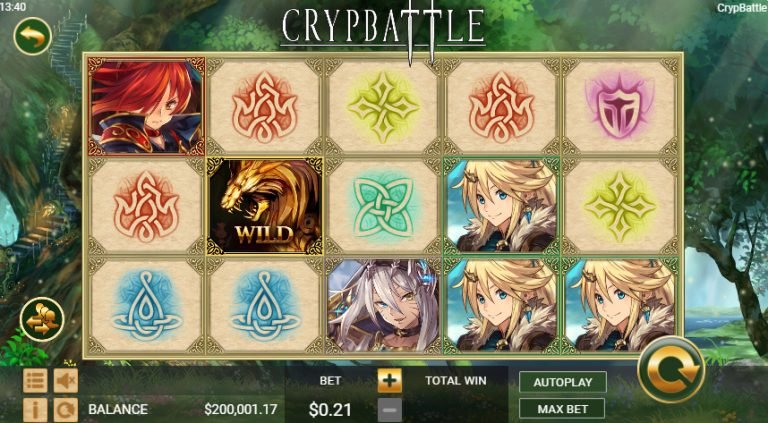 13:40
CRYPBATTLE
CrypBattle
WILD
BET
+
TOTAL WIN
AUTOPLAY
BALANCE
$200,001.17
$0.21
MAX BET